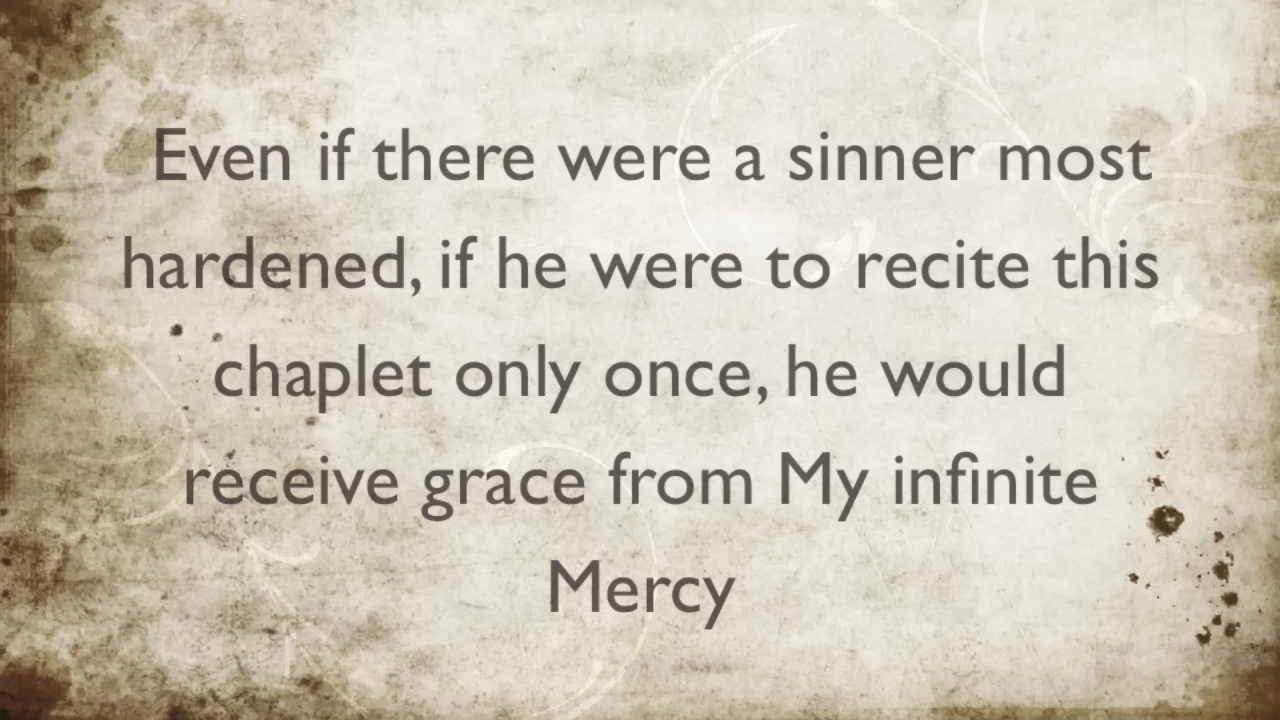 Even if there were a sinner most
hardened, if he were to recite this
chaplet only once, he would
receive grace from My infinite
Mercy